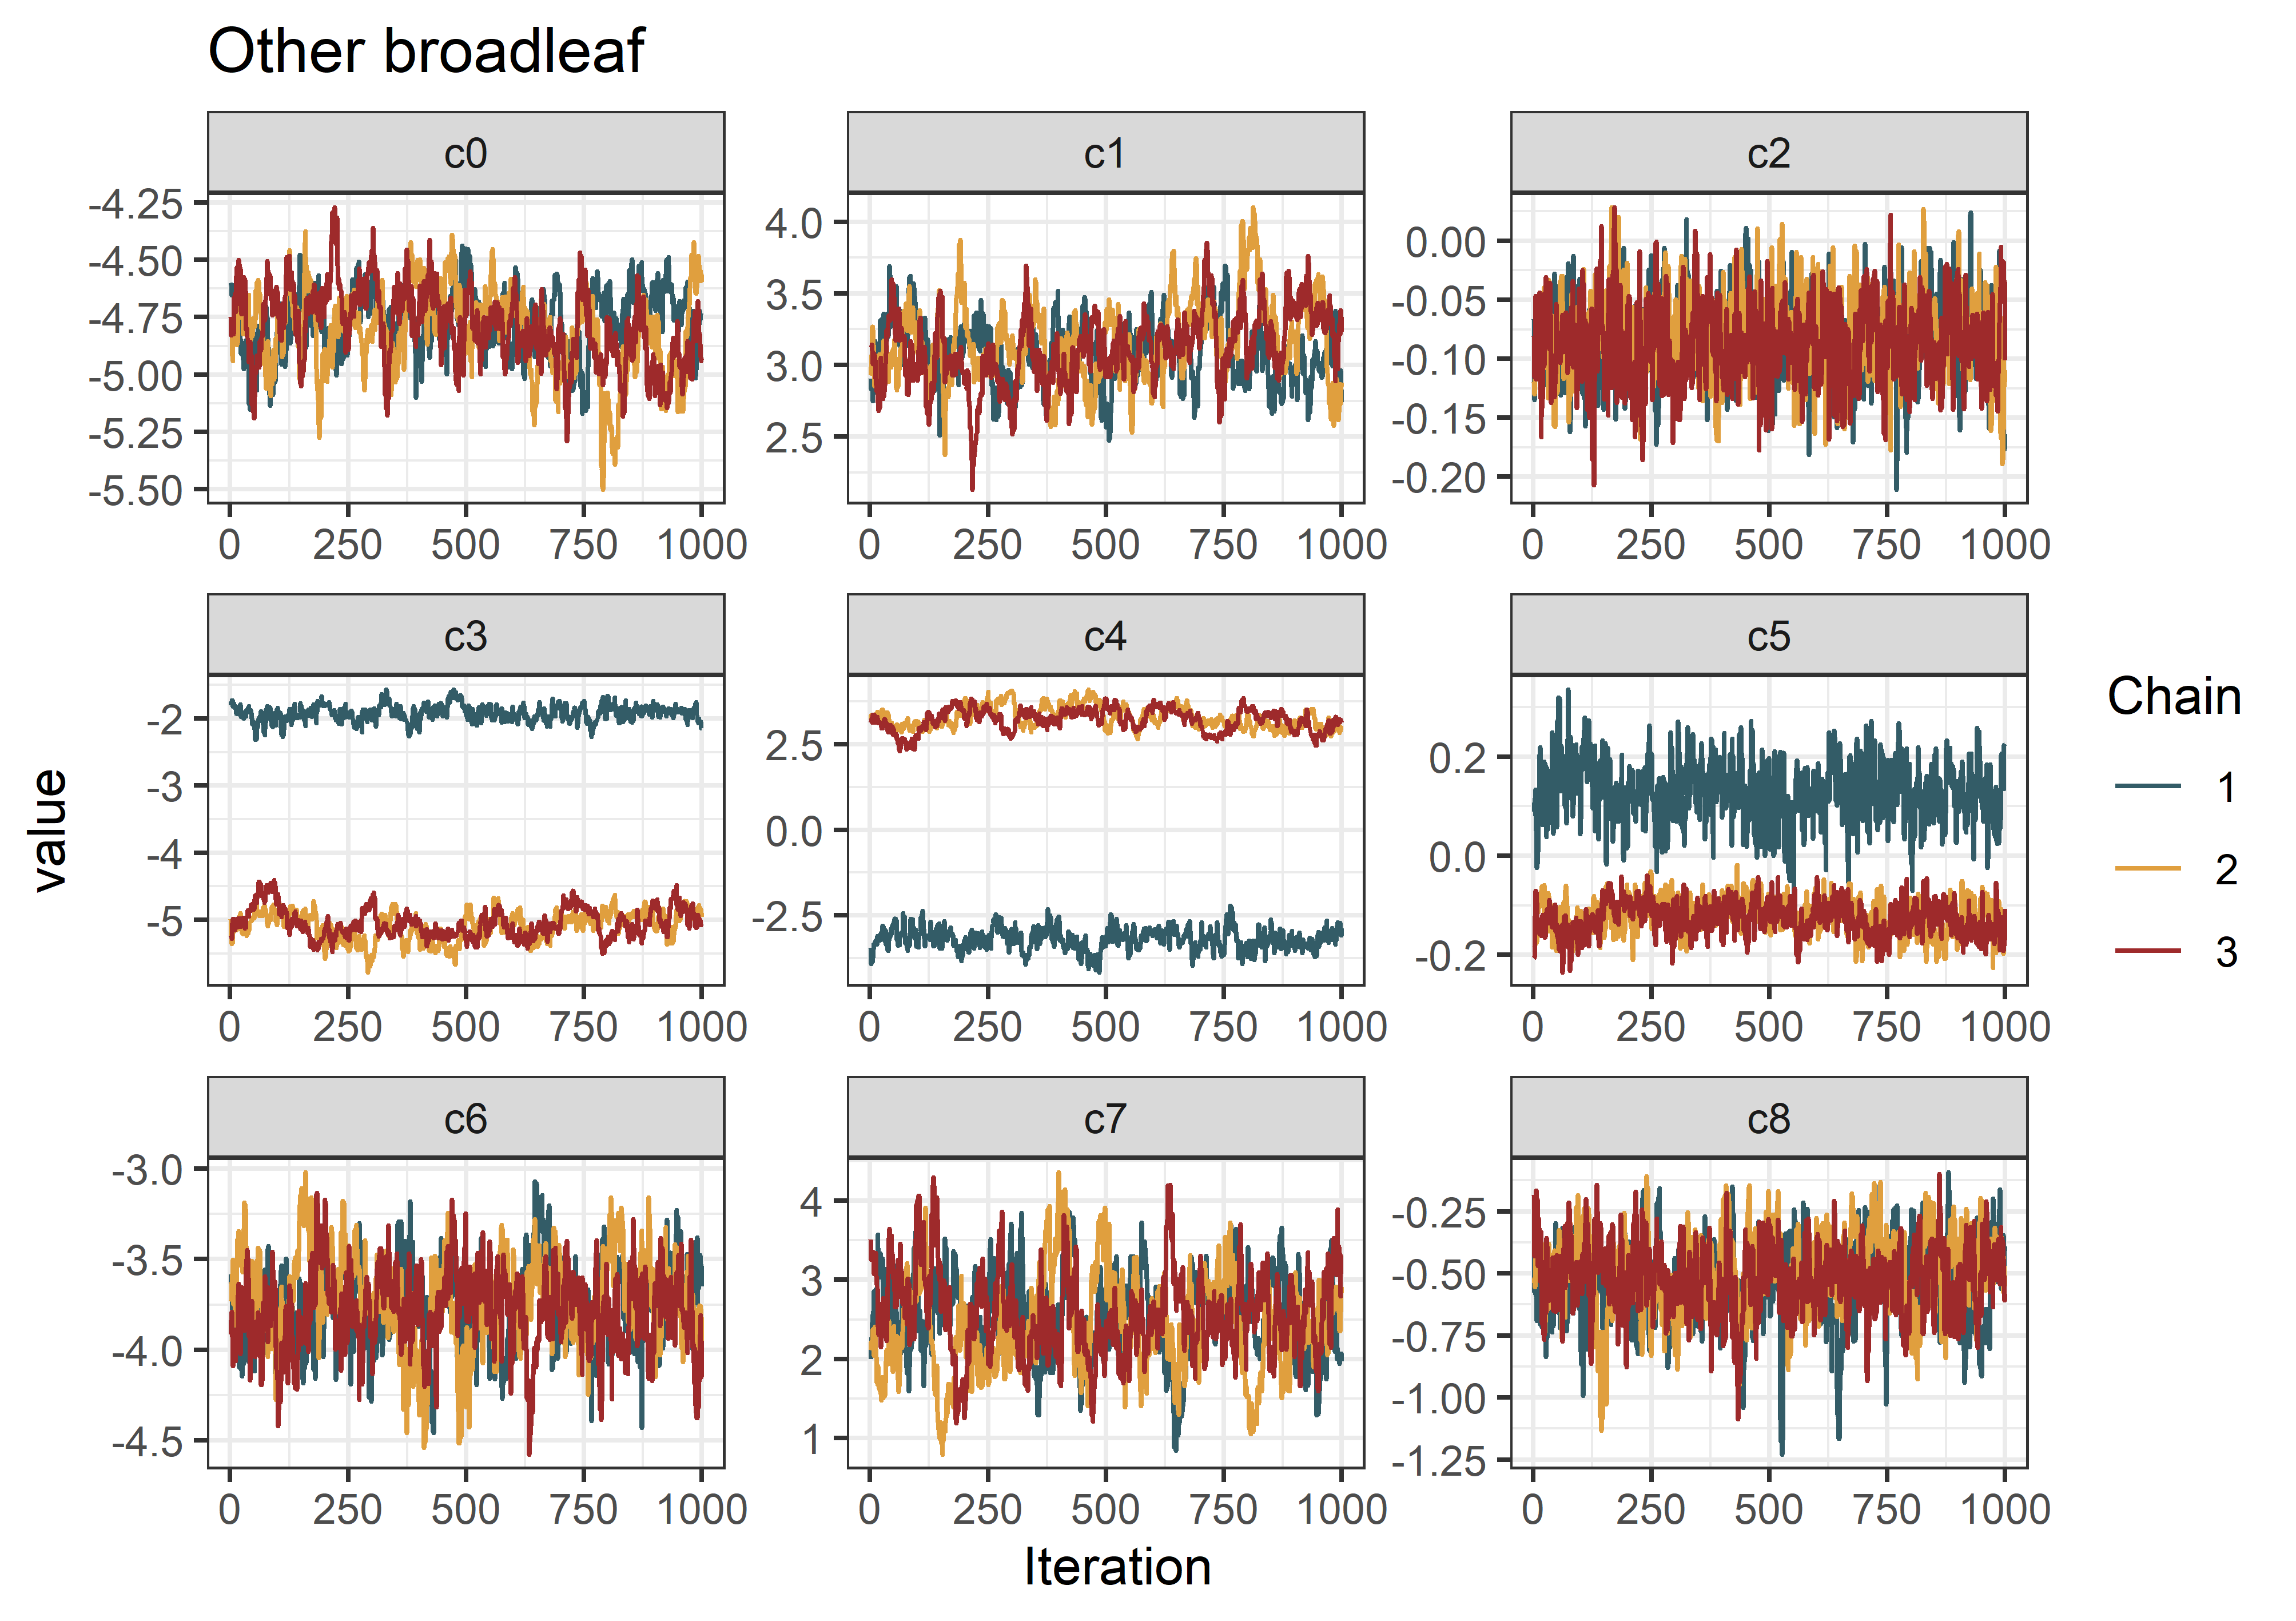 Other broadleaf
c0 c1 c2
-4.25
-4.50
-4.75
-5.00
-5.25
-5.50
4.0
3.5
3.0
2.5
0.00
-0.05
-0.10
-0.15
-0.20
0 250 500 750 1000
0 250 500 750 1000
0 250 500 750 1000
c3 c4 c5
-2
-3
-4
-5
2.5
0.0
-2.5
0.2
0.0
-0.2
0 250 500 750 1000
0 250 500 750 1000
0 250 500 750 1000
c6 c7 c8
-3.0
-3.5
-4.0
-4.5
4
3
2
1
-0.25
-0.50
-0.75
-1.00
-1.25
0 250 500 750 1000
0 250 500 750 1000
0 250 500 750 1000
value
Iteration
Chain
1
2
3